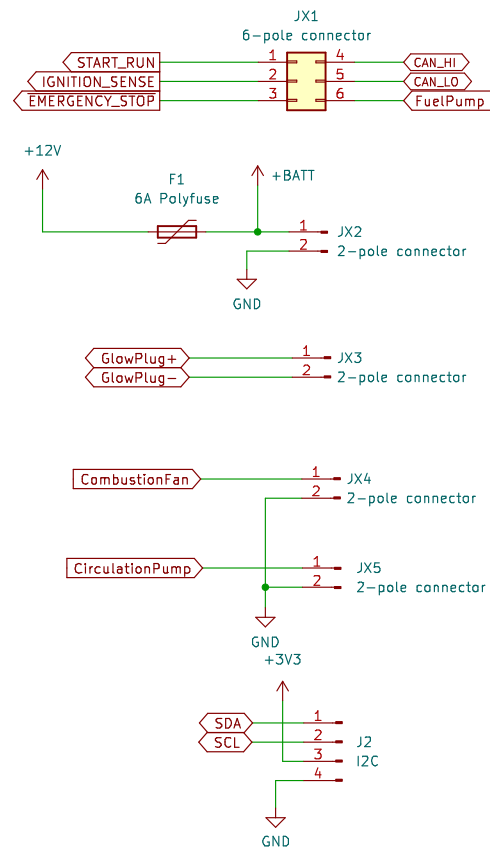 JX1
6-pole connector
START_RUN 1 4 CAN_HI
IGNITION_SENSE 2 5 CAN_LO
EMERGENCY_STOP 3 6 FuelPump
+12V
F1
6A Polyfuse
+BATT
1 JX2
2 2-pole connector
GND
GlowPlug+ 1 JX3
GlowPlug- 2 2-pole connector
CombustionFan 1 JX4
2 2-pole connector
CirculationPump 1 JX5
2 2-pole connector
GND
+3V3
SDA 1
SCL 2 J2
3 I2C
4
GND